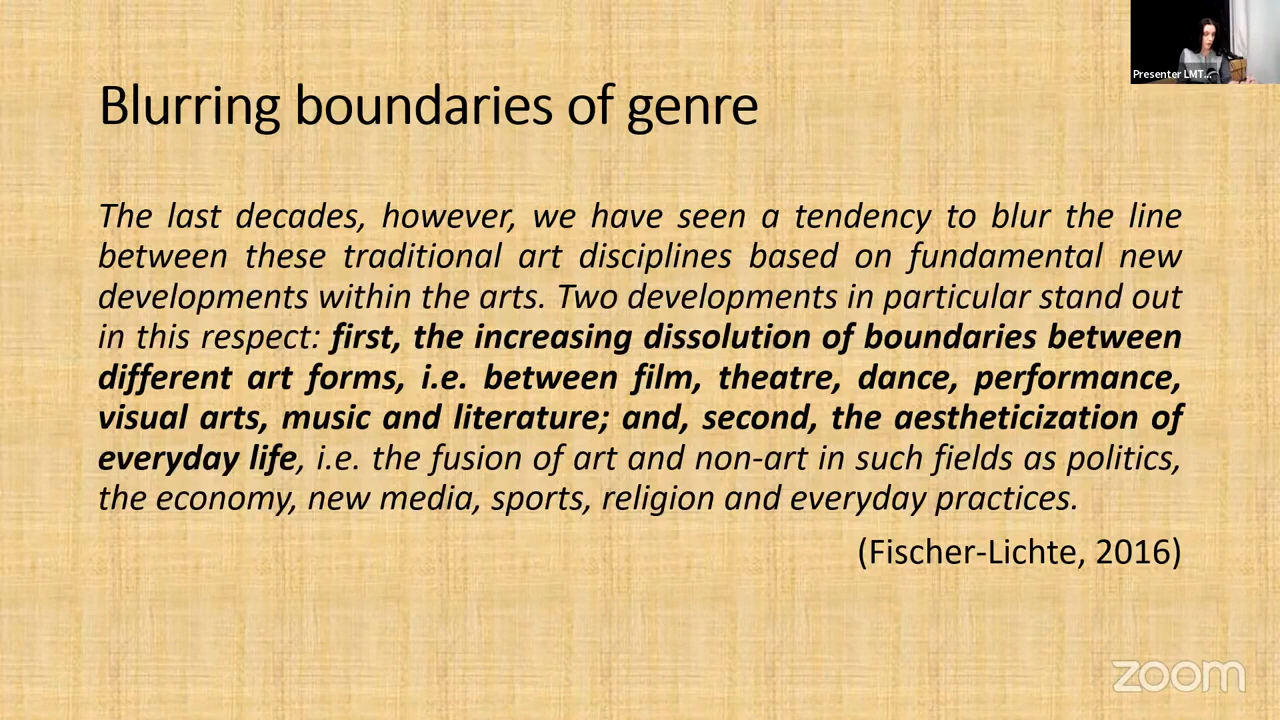 Presenter LMT...
Blurring boundaries of genre
The last decades, however, we have seen a tendency to blur the line
between these traditional art disciplines based on fundamental new
developments within the arts. Two developments in particular stand out
in this respect: first, the increasing dissolution of boundaries between
different art forms, i.e. between film, theatre, dance, performance,
visual arts, music and literature; and, second, the aestheticization of
everyday life, i.e. the fusion of art and non-art in such fields as politics,
the economy, new media, sports, religion and everyday practices.
(Fischer-Lichte, 2016)
zoom